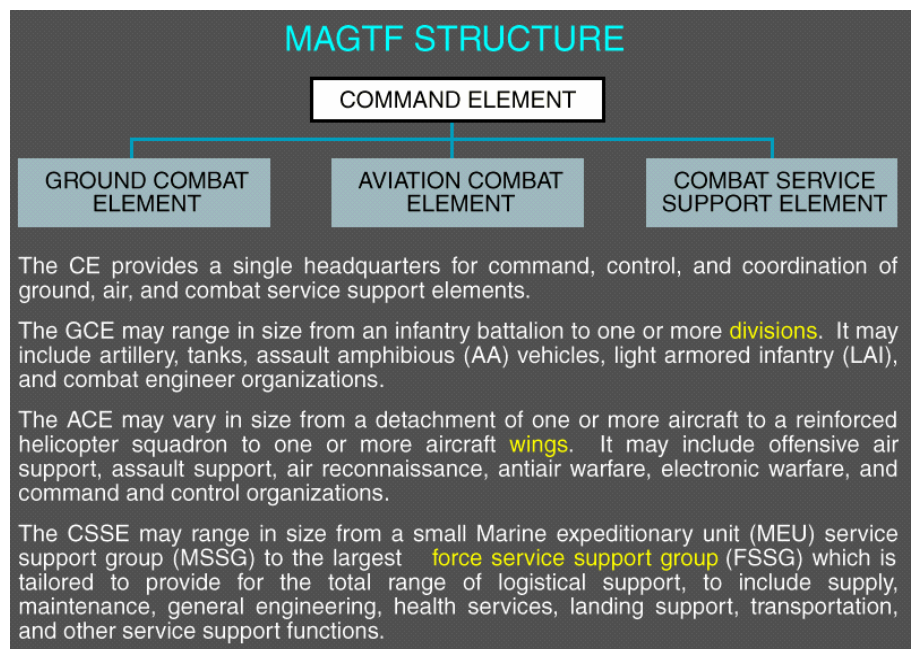 MAGTF STRUCTURE
COMMAND ELEMENT
GROUND COMBAT
ELEMENT
AVIATION COMBAT
ELEMENT
COMBAT SERVICE
SUPPORT ELEMENT
The CE provides a single headquarters for command, control, and coordination of
ground, air, and combat service support elements.
The GCE may range in size from an infantry battalion to one or more divisions. It may
include artillery, tanks, assault amphibious (AA) vehicles, light armored infantry (LAI),
and combat engineer organizations.
The ACE may vary in size from a detachment of one or more aircraft to a reinforced
helicopter squadron to one or more aircraft wings. It may include offensive air
support, assault support, air reconnaissance, antiair warfare, electronic warfare, and
command and control organizations.
The CSSE may range in size from a small Marine expeditionary unit (MEU) service
support group (MSSG) to the largest force service support group (FSSG) which is
tailored to provide for the total range of logistical support, to include supply,
maintenance, general engineering, health services, landing support, transportation,
and other service support functions.